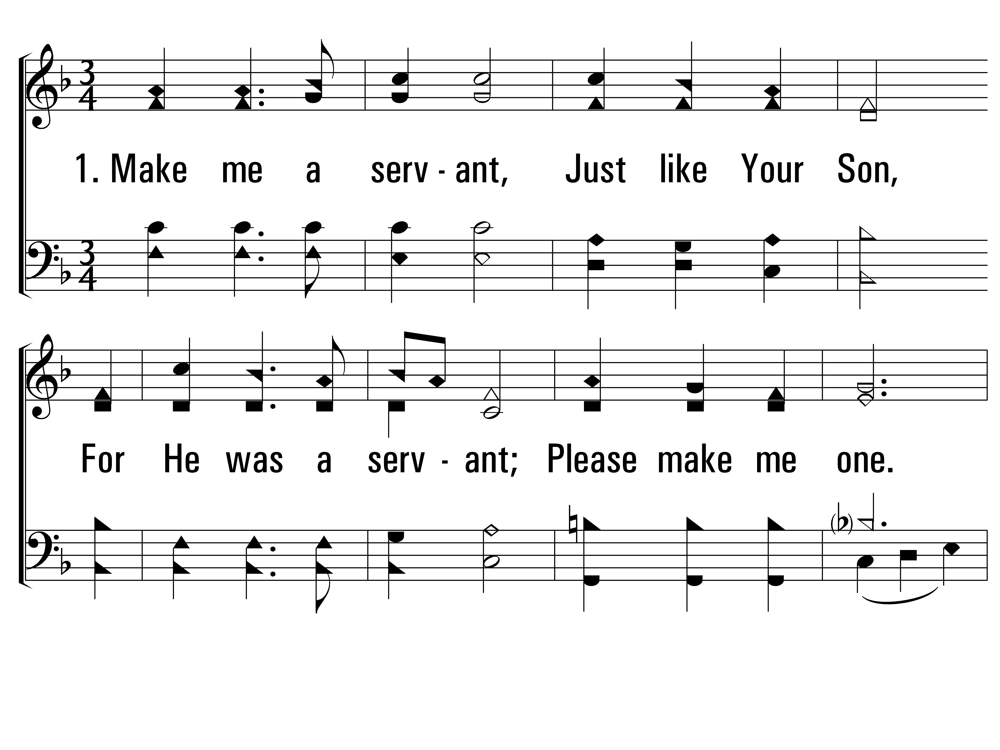 1. Make me a serv - ant, Just like Your Son,
For He was a serv - ant; Please make me one.